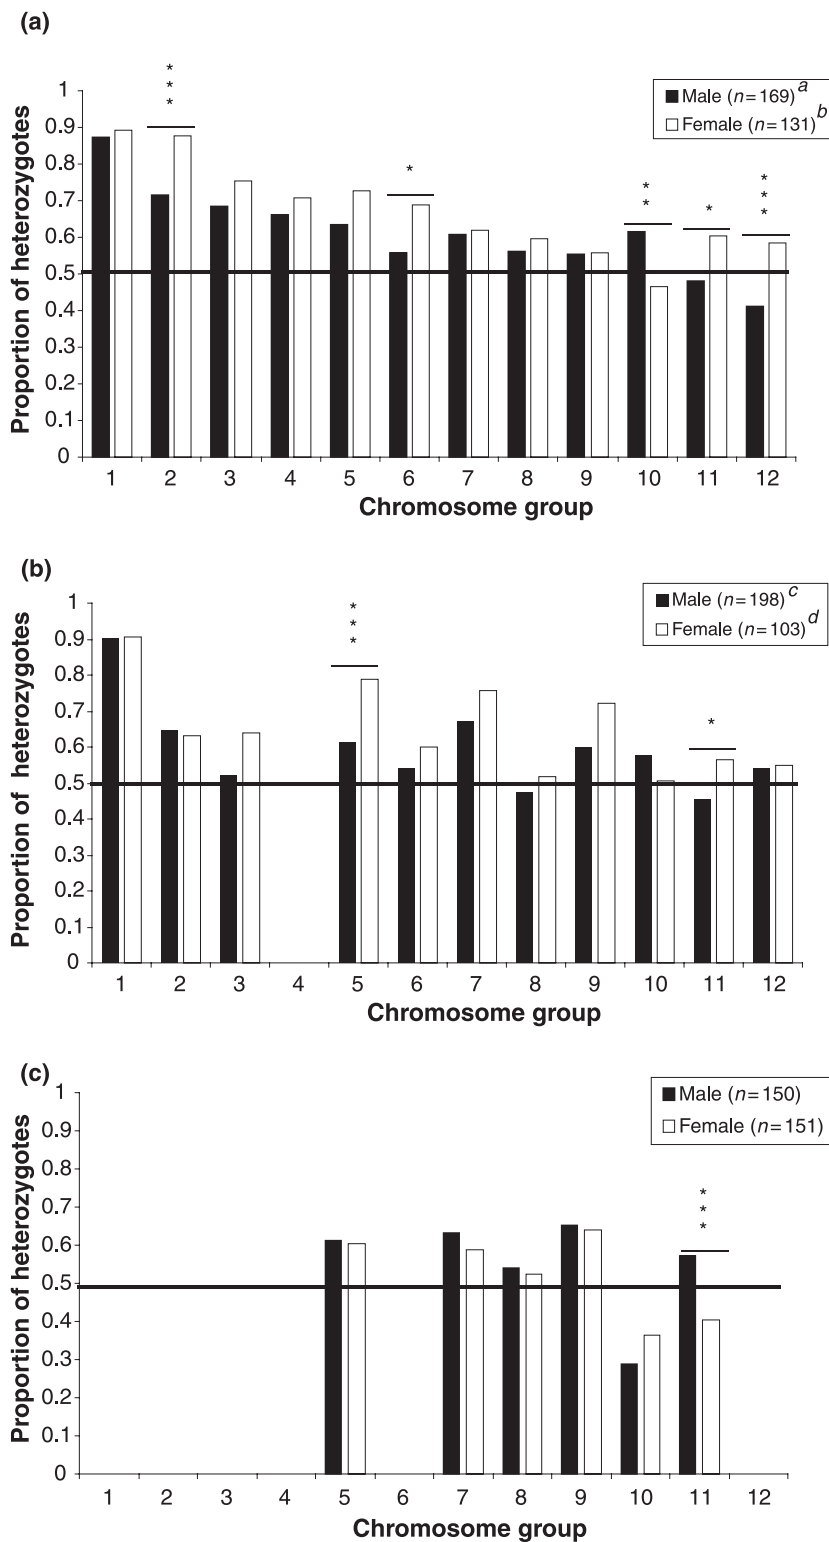 (a)
* * *
Male (n=169)a
Female (n=131)b
* * * * * * * *
Proportion of heterozygotes
1
0.9
0.8
0.7
0.6
0.5
0.4
0.3
0.2
0.1
0
1 2 3 4 5 6 7 8 9 10 11 12
Chromosome group
(b)
Male (n=198)c
Female (n=103)d
* * *
*
Proportion of heterozygotes
1
0.9
0.8
0.7
0.6
0.5
0.4
0.3
0.2
0.1
0
1 2 3 4 5 6 7 8 9 10 11 12
Chromosome group
(c)
Male (n=150)
Female (n=151)
* * *
Proportion of heterozygotes
1
0.9
0.8
0.7
0.6
0.5
0.4
0.3
0.2
0.1
0
1 2 3 4 5 6 7 8 9 10 11 12
Chromosome group